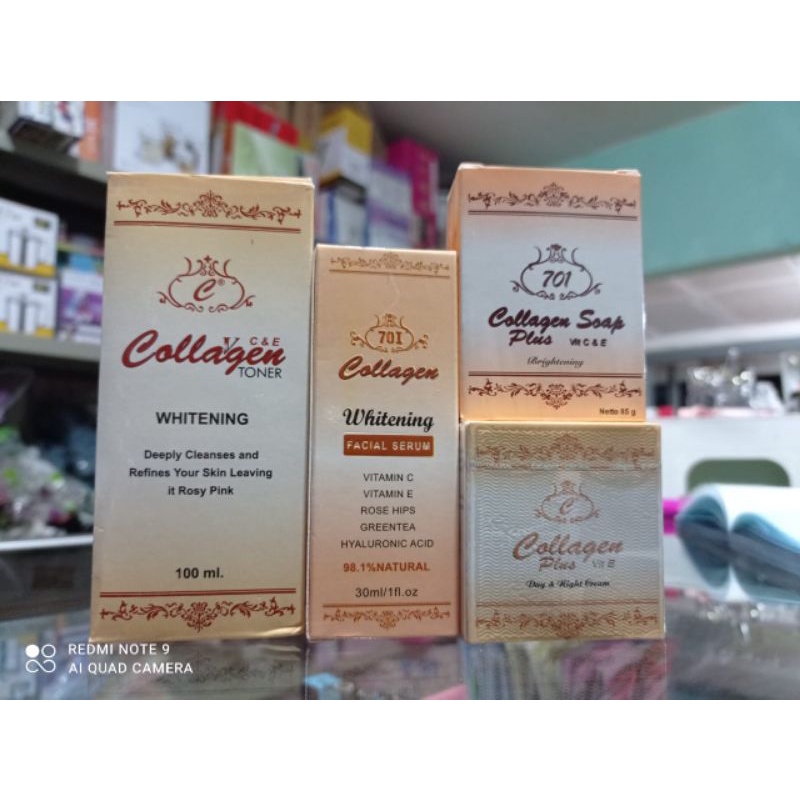 C®
C & E
Collagen
V
TONER
WHITENING
Deeply Cleanses and
Refines Your Skin Leaving
it Rosy Pink
100 ml.
701
Collagen
Whitening
FACIAL SERUM
VITAMIN C
VITAMIN E
ROSE HIPS
GREENTEA
HYALURONIC ACID
98.1%NATURAL
30ml/1fl.oz
701
Collagen Soap
Plus Vit C & E
Brightening
Netto 85 g
C
Collagen
Plus Vit E
Day & Night Cream
REDMI NOTE 9
AI QUAD CAMERA